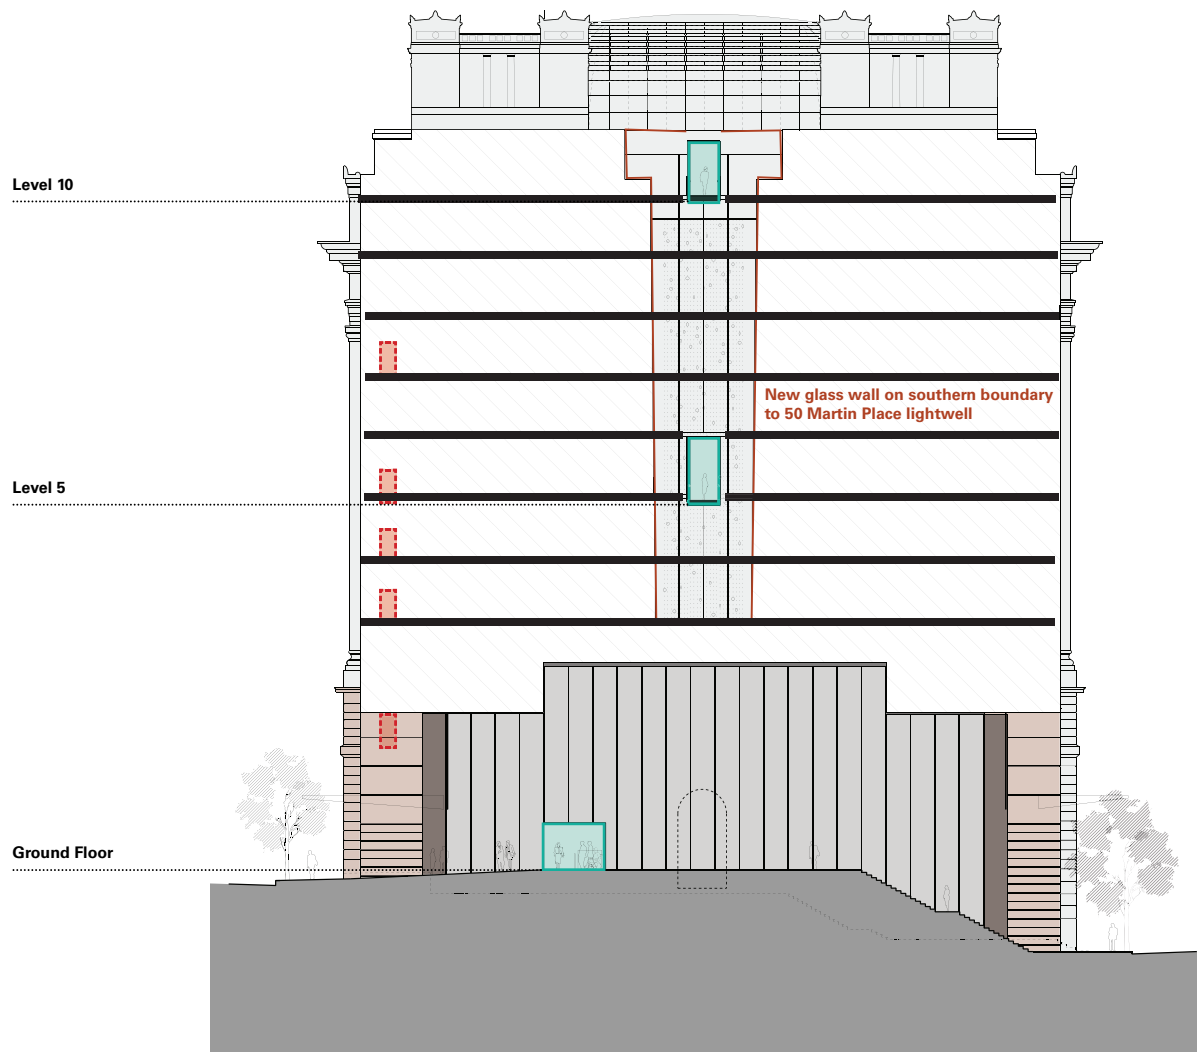 Level 10
New glass wall on southern boundary
to 50 Martin Place lightwell
Level 5
Ground Floor